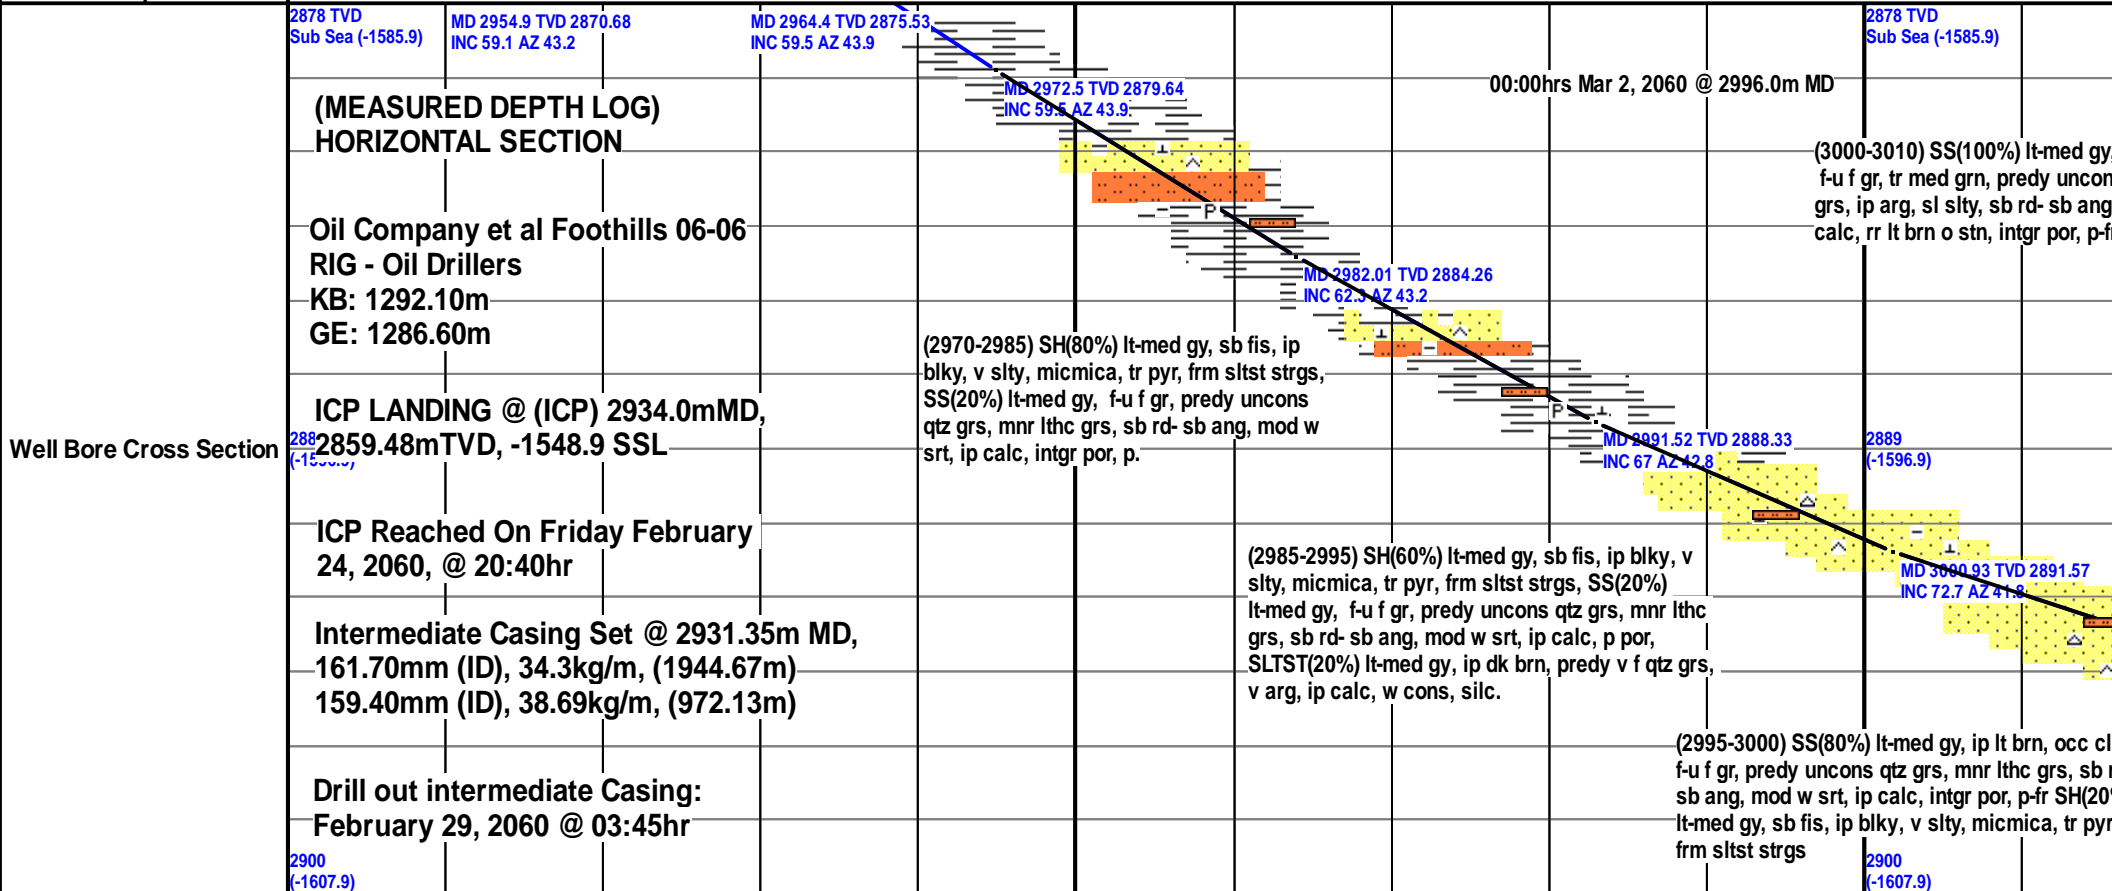 2878 TVD
Sub Sea (-1585.9)
MD 2954.9 TVD 2870.68
INC 59.1 AZ 43.2
MD 2964.4 TVD 2875.53
INC 59.5 AZ 43.9
2878 TVD
Sub Sea (-1585.9)
MD 2972.5 TVD 2879.64
INC 59.5 AZ 43.9
00:00hrs Mar 2, 2060 @ 2996.0m MD
(MEASURED DEPTH LOG)
HORIZONTAL SECTION
(3000-3010) SS(100%) lt-med gy,
f-u f gr, tr med grn, predy uncon
grs, ip arg, sl slty, sb rd- sb ang
calc, rr lt brn o stn, intgr por, p-f
Oil Company et al Foothills 06-06
RIG - Oil Drillers
KB: 1292.10m
GE: 1286.60m
P
MD 2982.01 TVD 2884.26
INC 62.3 AZ 43.2
(2970-2985) SH(80%) lt-med gy, sb fis, ip
blky, v slty, micmica, tr pyr, frm sltst strgs,
SS(20%) lt-med gy, f-u f gr, predy uncons
qtz grs, mnr lthc grs, sb rd- sb ang, mod w
srt, ip calc, intgr por, p.
ICP LANDING @ (ICP) 2934.0mMD,
2859.48mTVD, -1548.9 SSL
P
Well Bore Cross Section
288
MD 2991.52 TVD 2888.33
INC 67 AZ 42.8
2889
(-1596.9)
ICP Reached On Friday February
24, 2060, @ 20:40hr
(2985-2995) SH(60%) lt-med gy, sb fis, ip blky, v
slty, micmica, tr pyr, frm sltst strgs, SS(20%)
lt-med gy, f-u f gr, predy uncons qtz grs, mnr lthc
grs, sb rd- sb ang, mod w srt, ip calc, p por,
SLTST(20%) lt-med gy, ip dk brn, predy v f qtz grs,
v arg, ip calc, w cons, silc.
MD 3000.93 TVD 2891.57
INC 72.7 AZ 41.8
Intermediate Casing Set @ 2931.35m MD,
161.70mm (ID), 34.3kg/m, (1944.67m)
159.40mm (ID), 38.69kg/m, (972.13m)
(2995-3000) SS(80%) lt-med gy, ip lt brn, occ cl
f-u f gr, predy uncons qtz grs, mnr lthc grs, sb
sb ang, mod w srt, ip calc, intgr por, p-fr SH(20
lt-med gy, sb fis, ip blky, v slty, micmica, tr pyr
frm sltst strgs
Drill out intermediate Casing:
February 29, 2060 @ 03:45hr
2900
(-1607.9)
2900
(-1607.9)